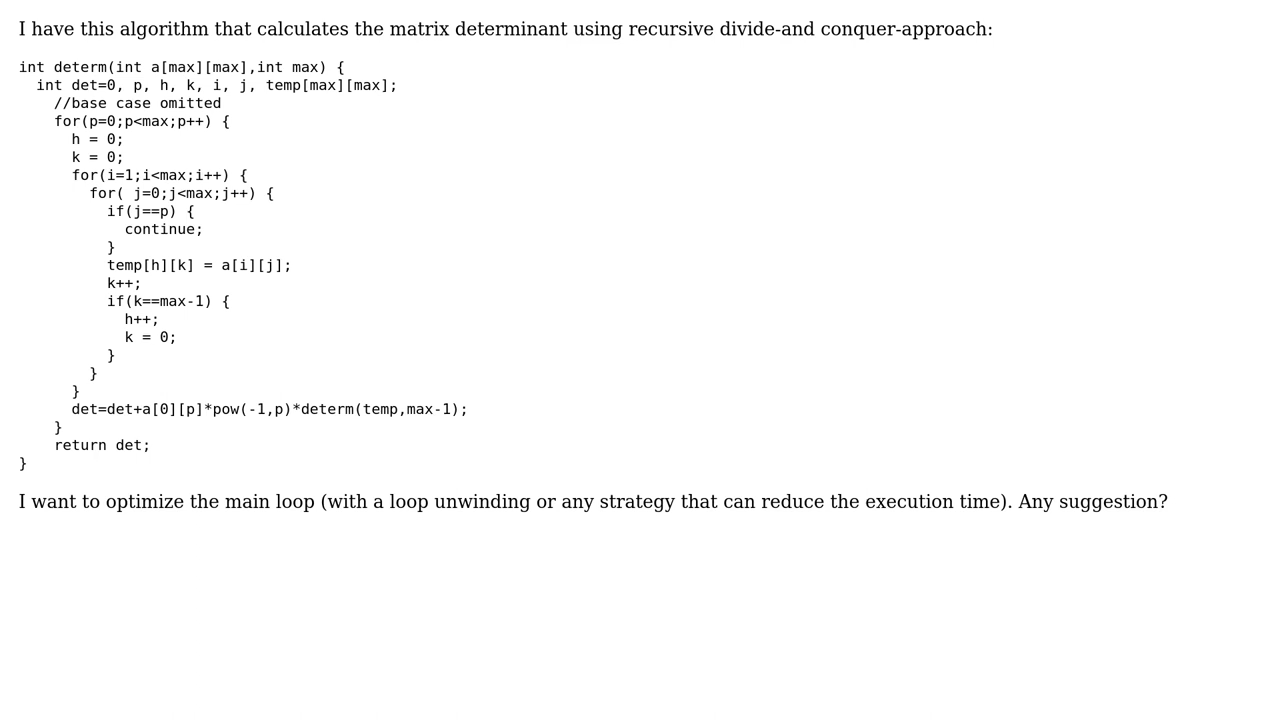 I have this algorithm that calculates the matrix determinant using recursive divide-and conquer-approach:
int determ(int a[max][max],int max) {
  int det=0, p, h, k, i, j, temp[max][max];
    //base case omitted
    for(p=0;p<max;p++) {
      h = 0;
      k = 0;
      for(i=1;i<max;i++) {
        for( j=0;j<max;j++) {
          if(j==p) {
            continue;
          }
          temp[h][k] = a[i][j];
          k++;
          if(k==max-1) {
            h++;
            k = 0;
          }
        }
      }
      det=det+a[0][p]*pow(-1,p)*determ(temp,max-1);
    }
    return det;
}
I want to optimize the main loop (with a loop unwinding or any strategy that can reduce the execution time). Any suggestion?